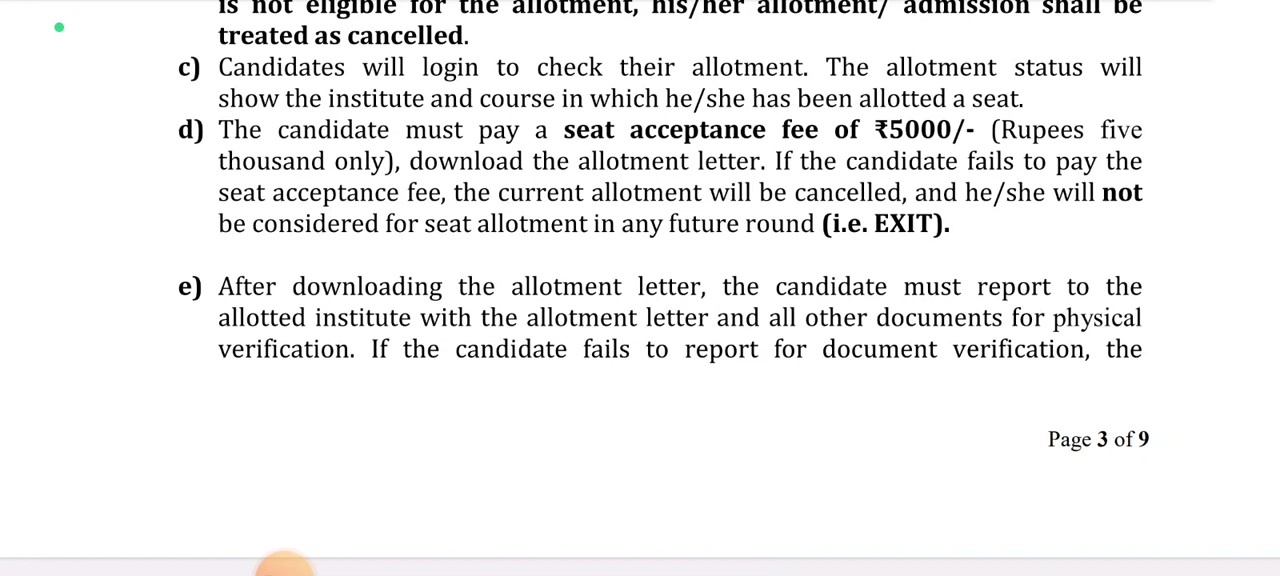 is not eligible for the allotment, his/her allotment/ admission shall be
treated as cancelled.
c) Candidates will login to check their allotment. The allotment status will
show the institute and course in which he/she has been allotted a seat.
d) The candidate must pay a seat acceptance fee of ₹5000/- (Rupees five
thousand only), download the allotment letter. If the candidate fails to pay the
seat acceptance fee, the current allotment will be cancelled, and he/she will not
be considered for seat allotment in any future round (i.e. EXIT).
e) After downloading the allotment letter, the candidate must report to the
allotted institute with the allotment letter and all other documents for physical
verification. If the candidate fails to report for document verification, the
Page 3 of 9